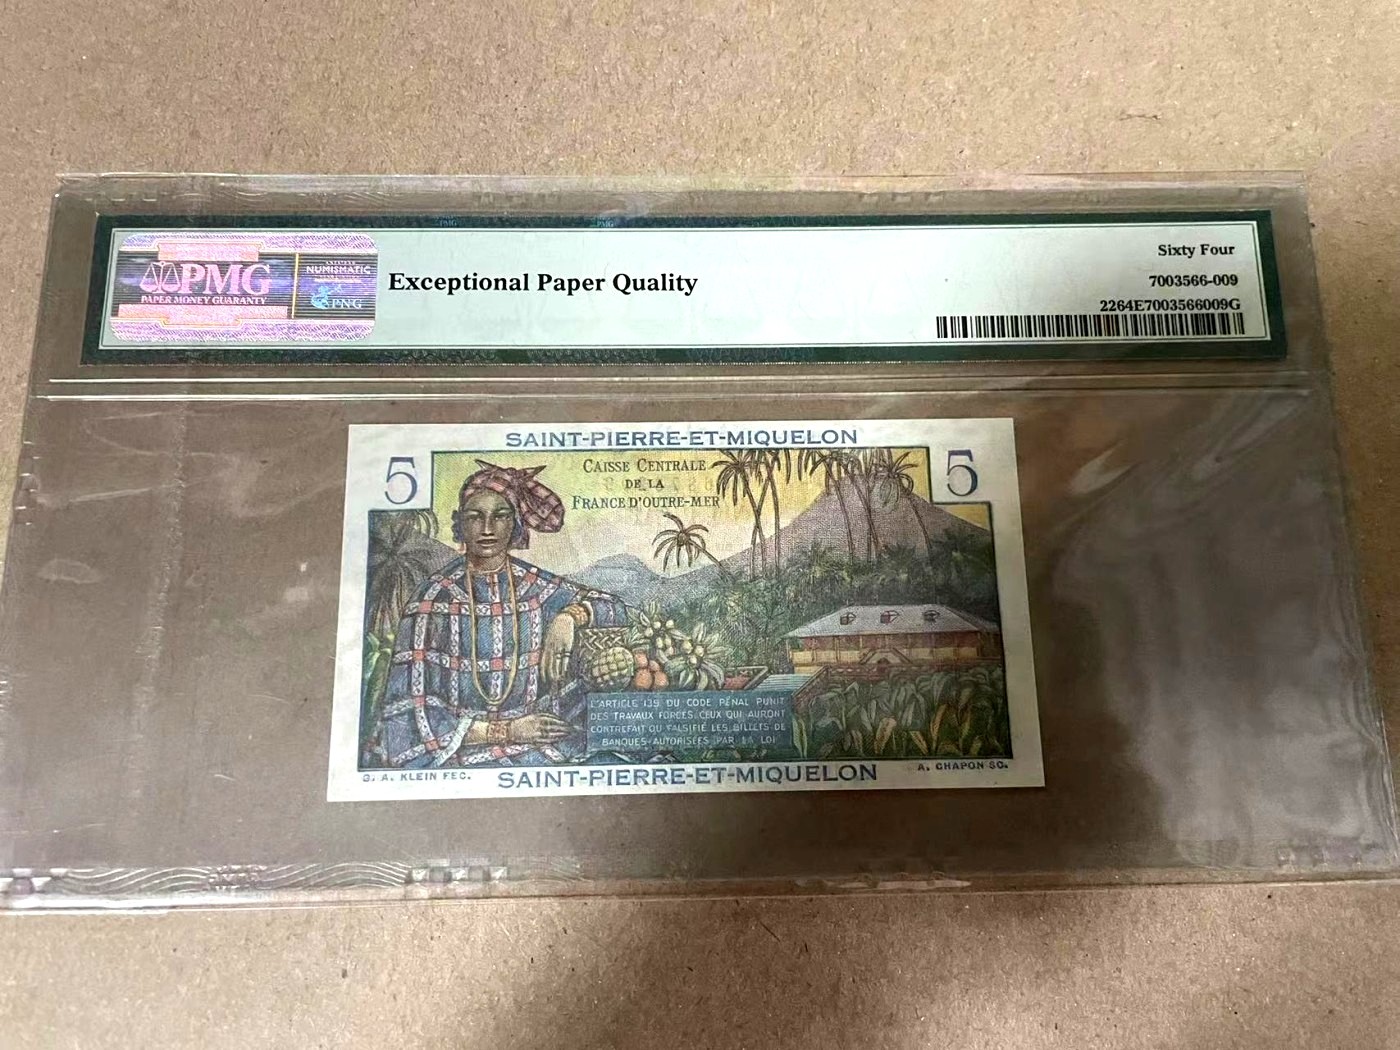 PMG
PAPER MONEY GUARANTY
NUMISMATIC
PNG
Exceptional Paper Quality
Sixty Four
7003566-009
2264E7003566009G
SAINT-PIERRE-ET-MIQUELON
5
CAISSE CENTRALE
DE LA
FRANCE D'OUTRE-MER
5
L'ARTICLE 139 DU CODE PÉNAL PUNIT
DES TRAVAUX FORCÉS CEUX QUI AURONT
CONTREFAIT OU FALSIFIÉ LES BILLETS DE
BANQUES AUTORISÉES PAR LA LOI
G. A. KLEIN FEC.
SAINT-PIERRE-ET-MIQUELON
A. CHAPON SC.